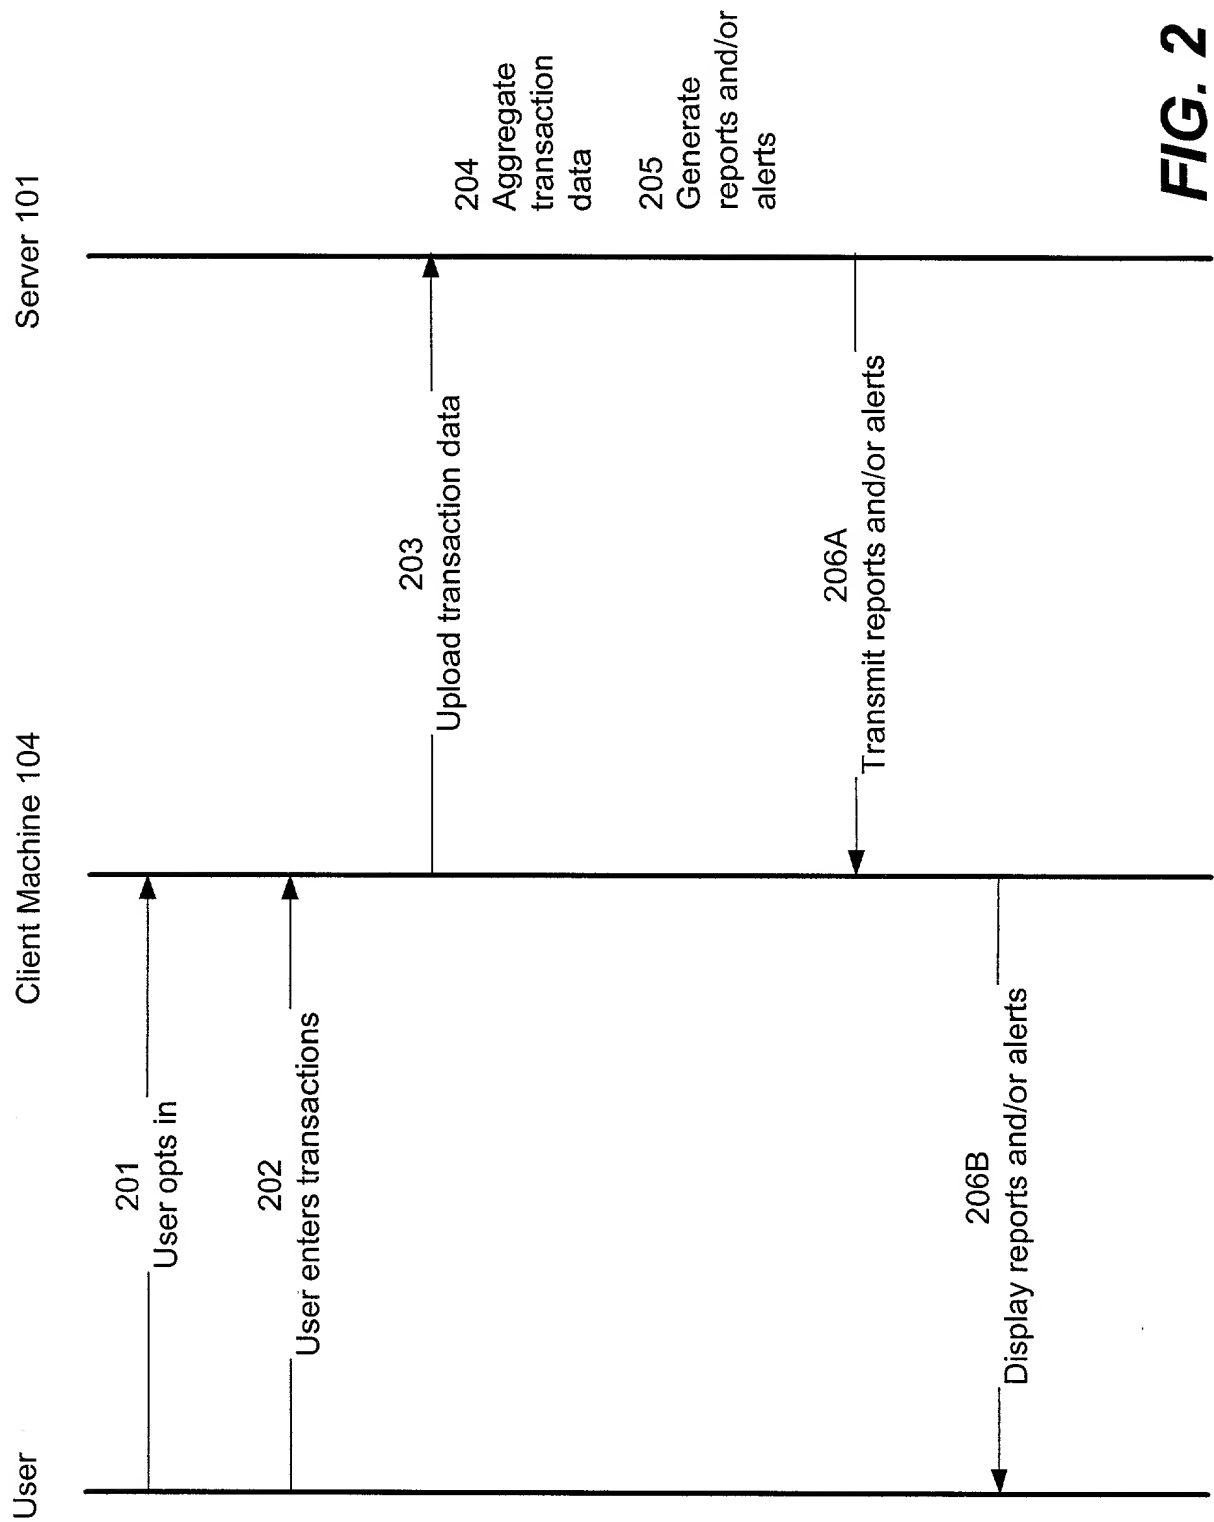 User
Client Machine 104
Server 101
201
User opts in
202
User enters transactions
203
Upload transaction data
204
Aggregate
transaction
data
205
Generate
reports and/or
alerts
206A
Transmit reports and/or alerts
206B
Display reports and/or alerts
FIG. 2